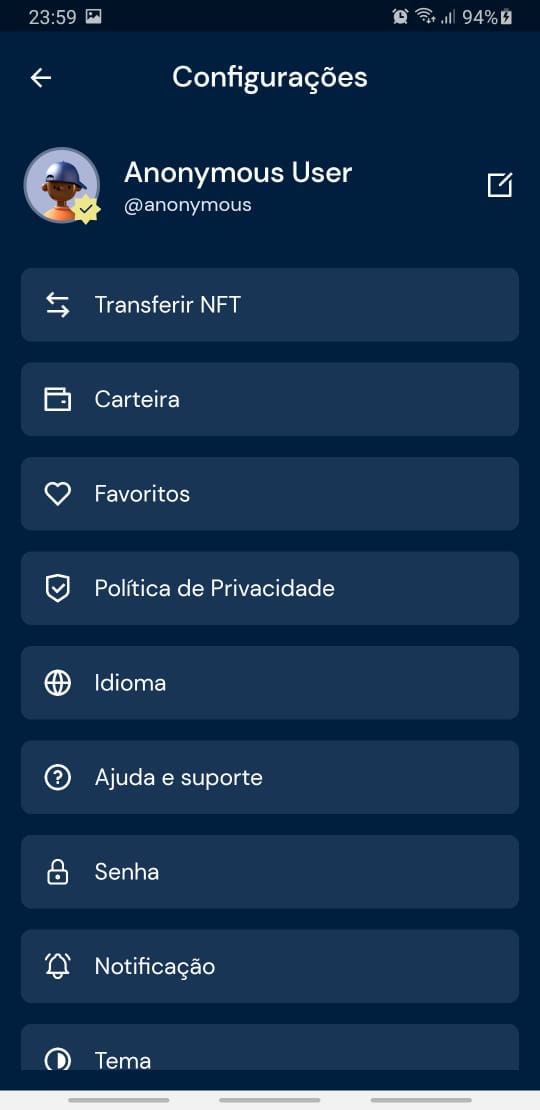 23:59 94%
Configurações
Anonymous User
@anonymous
Transferir NFT
Carteira
Favoritos
Política de Privacidade
Idioma
Ajuda e suporte
Senha
Notificação
Tema